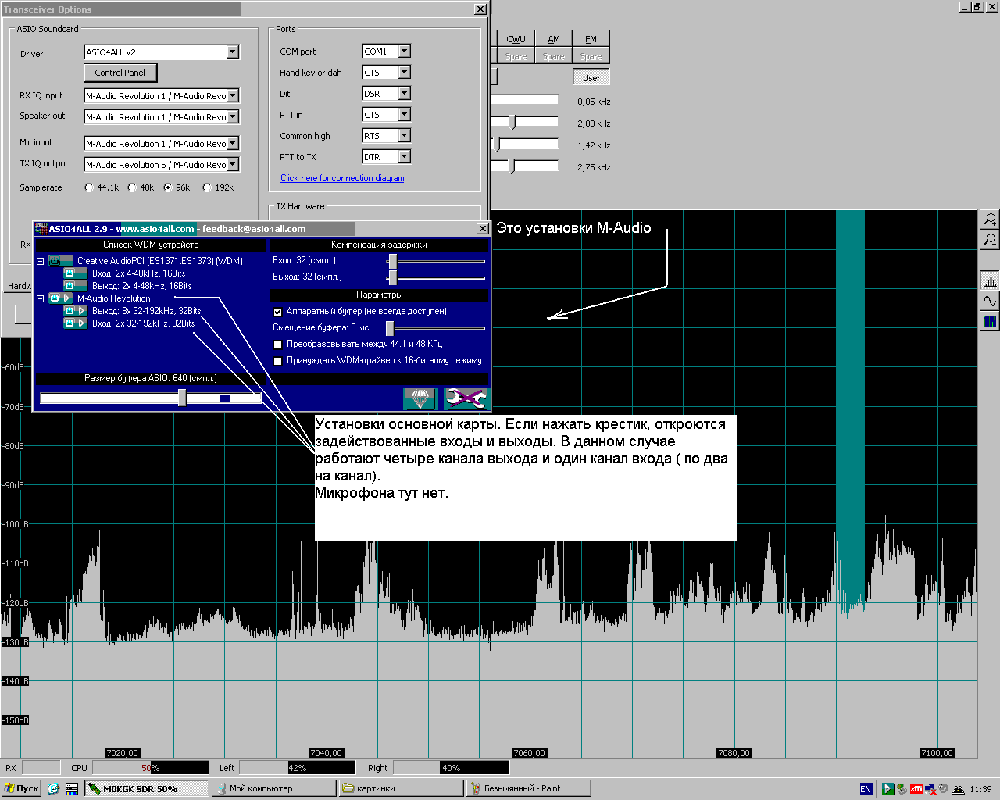 Transceiver Options
ASIO Soundcard
Driver
ASIO4ALL v2
Control Panel
RX IQ input
M-Audio Revolution 1 / M-Audio Revo
Speaker out
M-Audio Revolution 1 / M-Audio Revo
Mic input
M-Audio Revolution 1 / M-Audio Revo
TX IQ output
M-Audio Revolution 5 / M-Audio Revo
Samplerate
44.1k
48k
96k
192k
RX
Hardw
Ports
COM port
COM1
Hand key or dah
CTS
Dit
DSR
PTT in
CTS
Common high
RTS
PTT to TX
DTR
Click here for connection diagram
TX Hardware
CWU
AM
FM
Spare
Spare
Spare
User
0,05 kHz
2,80 kHz
1,42 kHz
2,75 kHz
ASIO4ALL 2.9 - www.asio4all.com - feedback@asio4all.com
Список WDM-устройств
Creative AudioPCI (ES1371,ES1373) (WDM)
Вход: 2x 4-48kHz, 16Bits
Выход: 2x 4-48kHz, 16Bits
M-Audio Revolution
Выход: 8x 32-192kHz, 32Bits
Вход: 2x 32-192kHz, 32Bits
Размер буфера ASIO: 640 (смпл.)
Компенсация задержки
Вход: 32 (смпл.)
Выход: 32 (смпл.)
Параметры
Аппаратный буфер (не всегда доступен)
Смещение буфера: 0 мс
Преобразовывать между 44.1 и 48 КГц
Принуждать WDM-драйвер к 16-битному режиму
Это установки M-Audio
Установки основной карты. Если нажать крестик, откроются
задействованные входы и выходы. В данном случае
работают четыре канала выхода и один канал входа ( по два
на канал).
Микрофона тут нет.
-60dB
-70dB
-80dB
-90dB
-100dB
-110dB
-120dB
-130dB
-140dB
-150dB
7020,00
7040,00
7060,00
7080,00
7100,00
RX
CPU
50%
Left
42%
Right
40%
Пуск
M0KGK SDR 50%
Мой компьютер
картинки
Безымянный - Paint
EN
ATI
11:39